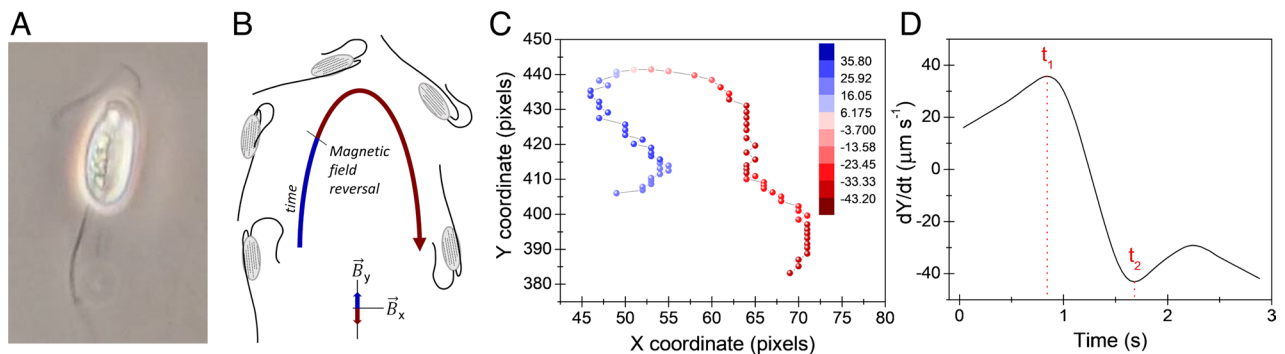 A
B
time
Magnetic
field
reversal
B⃗y
B⃗x
C
Y coordinate (pixels)
450
440
430
420
410
400
390
380
45 50 55 60 65 70 75 80
X coordinate (pixels)
35.80
25.92
16.05
6.175
-3.700
-13.58
-23.45
-33.33
-43.20
D
dY/dt (μm s⁻¹)
40
20
0
-20
-40
t₁
t₂
0 1 2 3
Time (s)